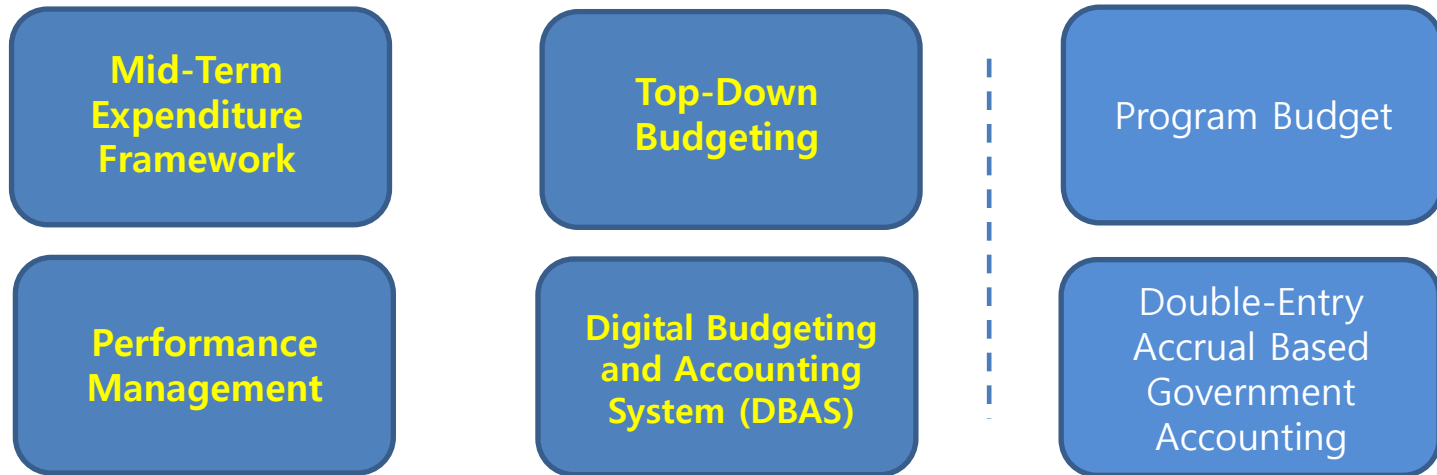 Mid-Term
Expenditure
Framework
Top-Down
Budgeting
Program Budget
Performance
Management
Digital Budgeting
and Accounting
System (DBAS)
Double-Entry
Accrual Based
Government
Accounting